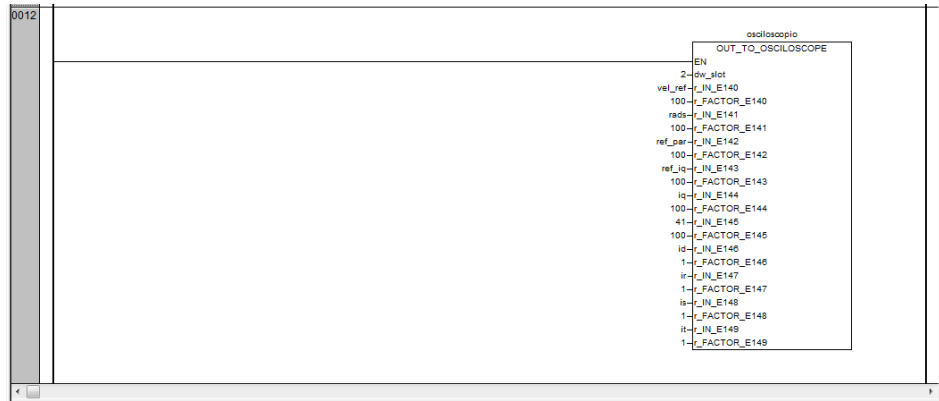 0012
osciloscopio
OUT_TO_OSCILOSCOPE
EN
2 dw_slot
vel_ref r_IN_E140
100 r_FACTOR_E140
rads r_IN_E141
100 r_FACTOR_E141
ref_par r_IN_E142
100 r_FACTOR_E142
ref_iq r_IN_E143
100 r_FACTOR_E143
iq r_IN_E144
100 r_FACTOR_E144
41 r_IN_E145
100 r_FACTOR_E145
id r_IN_E146
1 r_FACTOR_E146
ir r_IN_E147
1 r_FACTOR_E147
is r_IN_E148
1 r_FACTOR_E148
it r_IN_E149
1 r_FACTOR_E149